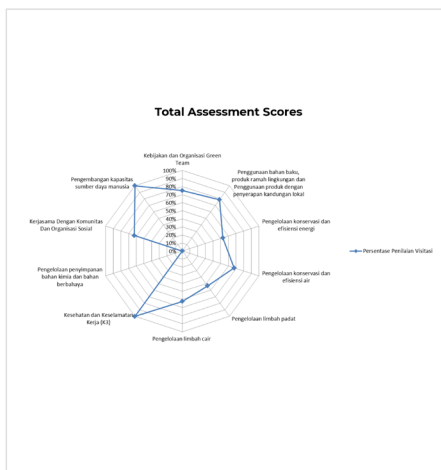 Total Assessment Scores
Kebijakan dan Organisasi Green
Team
100%
90%
80%
70%
60%
50%
40%
30%
20%
10%
0%
Penggunaan bahan baku,
produk ramah lingkungan dan
Penggunaan produk dengan
penyerapan kandungan lokal
Pengelolaan konservasi dan
efisiensi energi
Pengelolaan konservasi dan
efisiensi air
Pengelolaan limbah padat
Pengelolaan limbah cair
Kesehatan dan Keselamatan
Kerja (K3)
Pengelolaan penyimpanan
bahan kimia dan bahan
berbahaya
Kerjasama Dengan Komunitas
Dan Organisasi Sosial
Pengembangan kapasitas
sumber daya manusia
Persentase Penilaian Visitasi